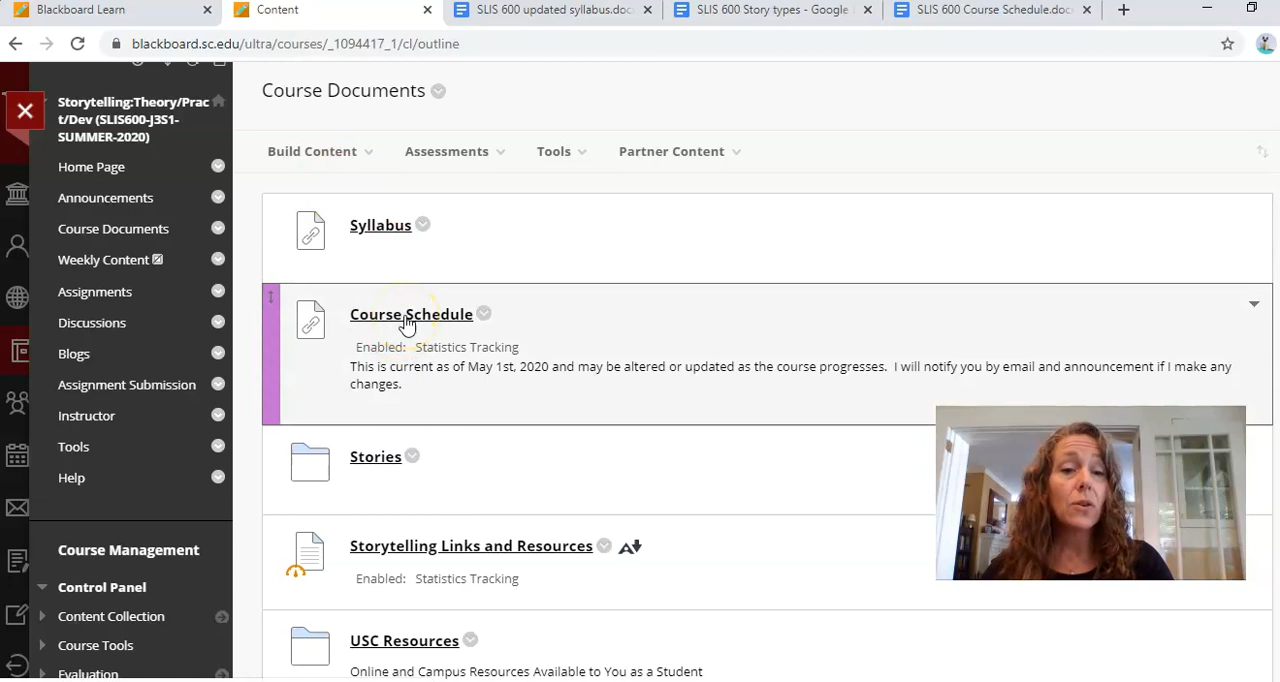 Blackboard Learn
Content
SLIS 600 updated syllabus.doc
SLIS 600 Story types - Google
SLIS 600 Course Schedule.doc
blackboard.sc.edu/ultra/courses/_1094417_1/cl/outline
Storytelling:Theory/Prac
t/Dev (SLIS600-J3S1-
SUMMER-2020)
Home Page
Announcements
Course Documents
Weekly Content
Assignments
Discussions
Blogs
Assignment Submission
Instructor
Tools
Help
Course Management
Control Panel
Content Collection
Course Tools
Evaluation
Course Documents
Build Content
Assessments
Tools
Partner Content
Syllabus
Course Schedule
Enabled: Statistics Tracking
This is current as of May 1st, 2020 and may be altered or updated as the course progresses. I will notify you by email and announcement if I make any
changes.
Stories
Storytelling Links and Resources
Enabled: Statistics Tracking
USC Resources
Online and Campus Resources Available to You as a Student